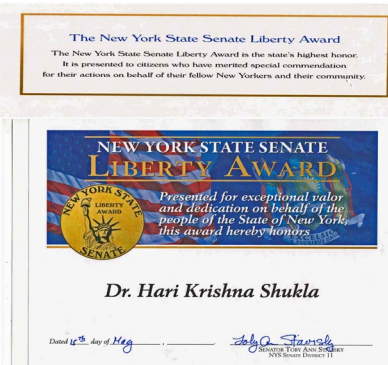 The New York State Senate Liberty Award
The New York State Senate Liberty Award is the state's highest honor.
It is presented to citizens who have merited special commendation
for their actions on behalf of their fellow New Yorkers and their community.
NEW YORK STATE SENATE
LIBERTY AWARD
NEW YORK STATE
LIBERTY
AWARD
SENATE
Presented for exceptional valor
and dedication on behalf of the
people of the State of New York,
this award hereby honors
Dr. Hari Krishna Shukla
Dated day of May,
Toby Ann Stavisky
SENATOR TOBY ANN STAVISKY
NYS SENATE DISTRICT 11